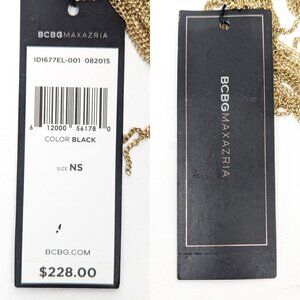 BCBGMAXAZRIA
1DI677EL-001 082015
6 12000 56178 0
COLOR BLACK
SIZE NS
BCBG.COM
$228.00
BCBGMAXAZRIA